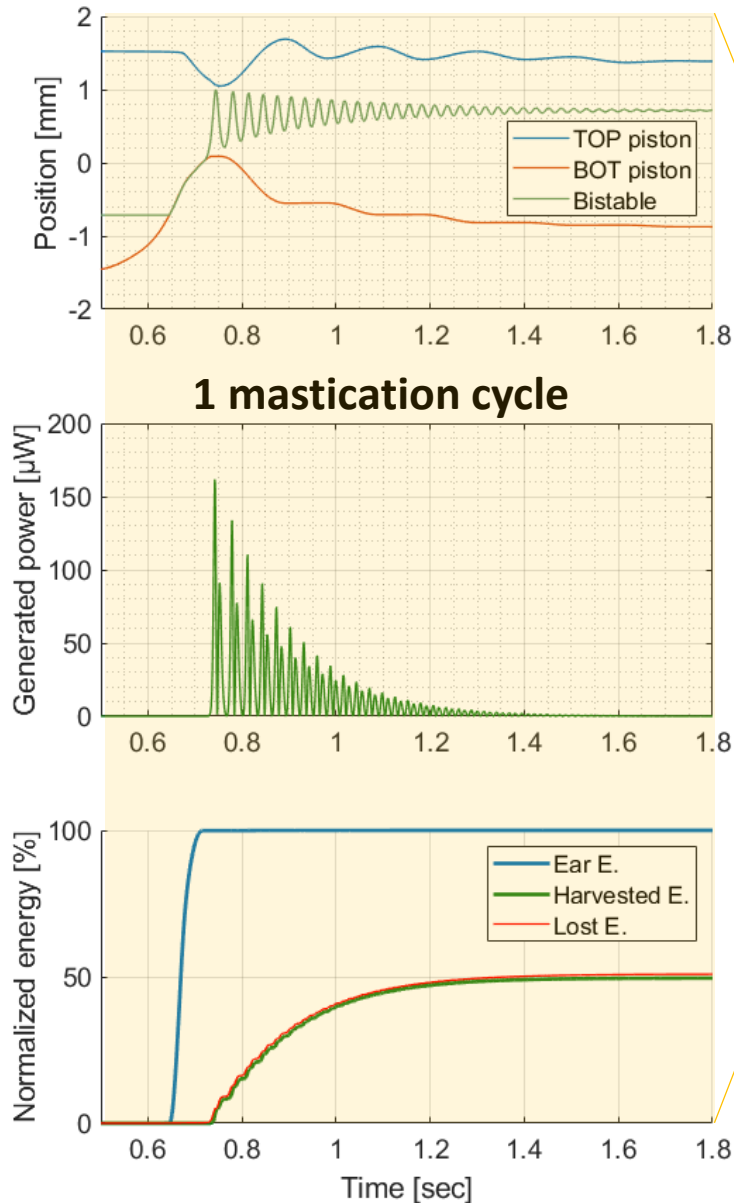 2
1
0
-1
-2
Position [mm]
TOP piston
BOT piston
Bistable
0.6 0.8 1 1.2 1.4 1.6 1.8
1 mastication cycle
200
150
100
50
0
Generated power [µW]
0.6 0.8 1 1.2 1.4 1.6 1.8
100
50
0
Normalized energy [%]
Ear E.
Harvested E.
Lost E.
0.6 0.8 1 1.2 1.4 1.6 1.8
Time [sec]